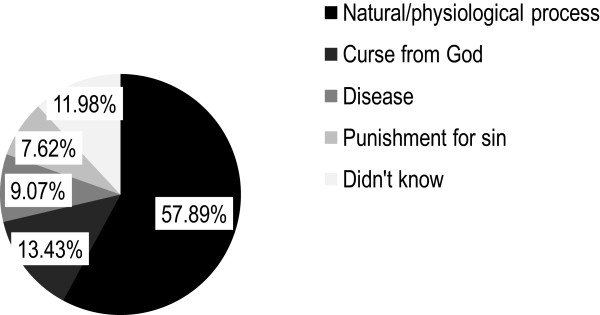 Natural/physiological process
Curse from God
Disease
Punishment for sin
Didn't know
11.98%
7.62%
9.07%
13.43%
57.89%